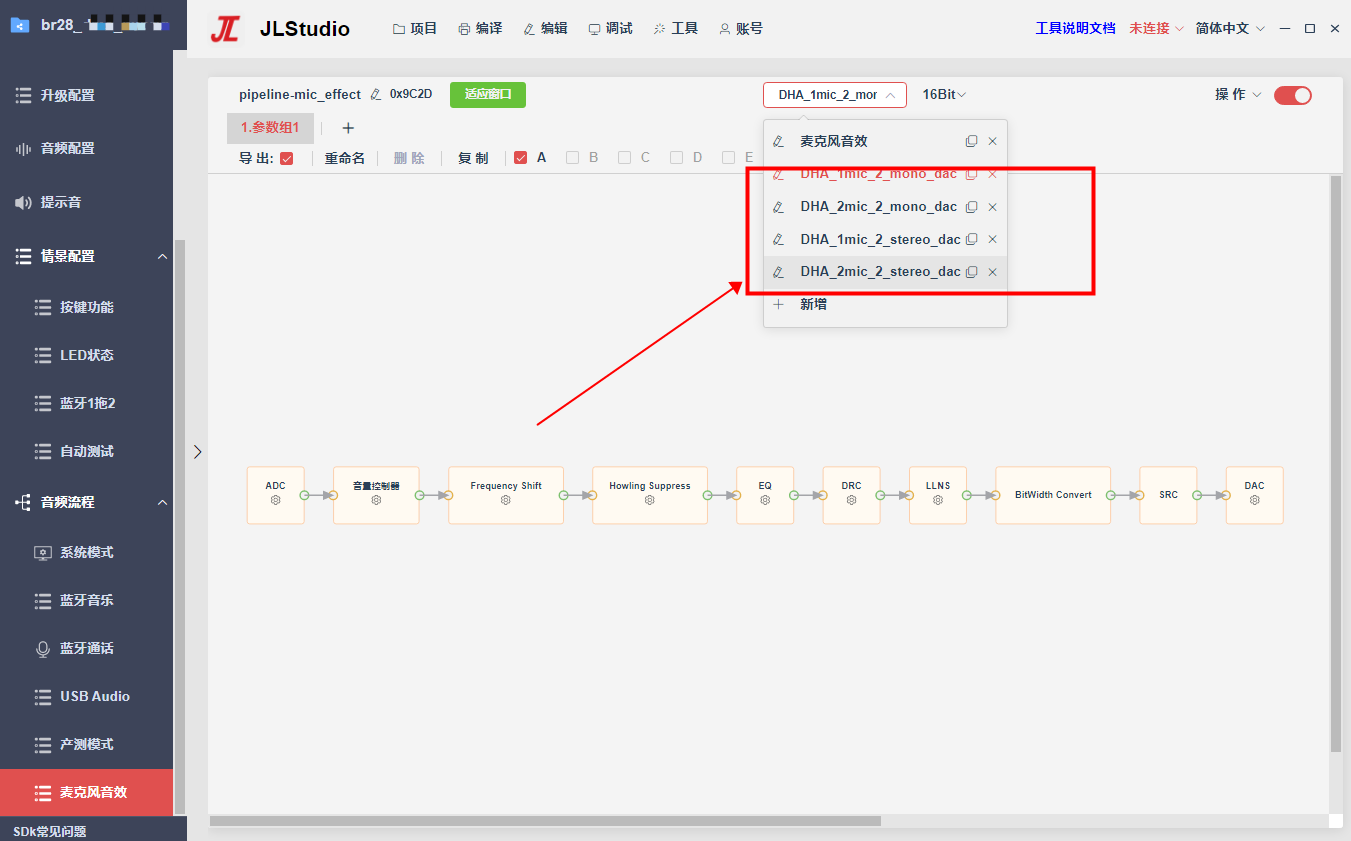 br28_
JLStudio
项目
编译
编辑
调试
工具
账号
工具说明文档
未连接
简体中文
升级配置
音频配置
提示音
情景配置
按键功能
LED状态
蓝牙1拖2
自动测试
音频流程
系统模式
蓝牙音乐
蓝牙通话
USB Audio
产测模式
麦克风音效
SDk常见问题
pipeline-mic_effect 0x9C2D 适应窗口
DHA_1mic_2_mor
16Bit
操 作
1.参数组1 +
导 出: 重命名 删 除 复 制 A B C D E
麦克风音效
DHA_1mic_2_mono_dac
DHA_2mic_2_mono_dac
DHA_1mic_2_stereo_dac
DHA_2mic_2_stereo_dac
+ 新增
ADC
音量控制器
Frequency Shift
Howling Suppress
EQ
DRC
LLNS
BitWidth Convert
SRC
DAC